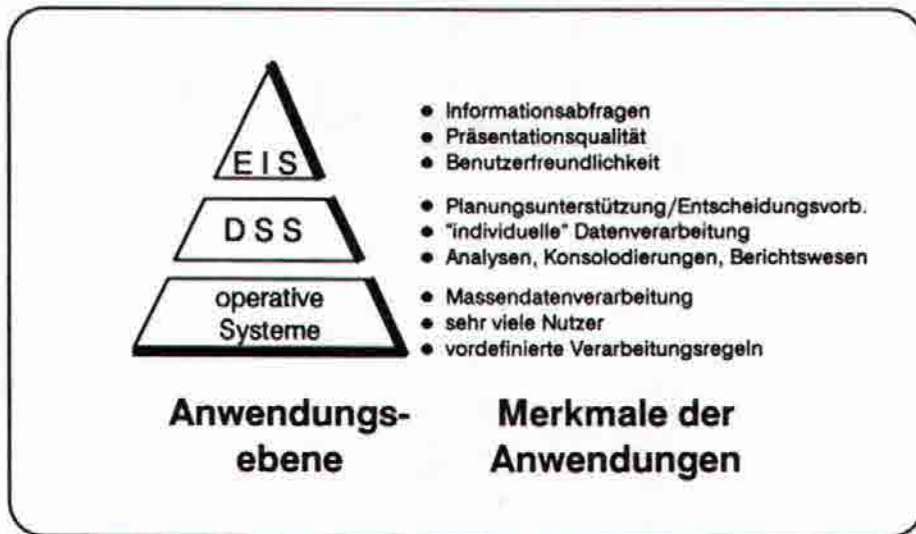 EIS
• Informationsabfragen
• Präsentationsqualität
• Benutzerfreundlichkeit
DSS
• Planungsunterstützung/Entscheidungsvorb.
• "individuelle" Datenverarbeitung
• Analysen, Konsolodierungen, Berichtswesen
operative
Systeme
• Massendatenverarbeitung
• sehr viele Nutzer
• vordefinierte Verarbeitungsregeln
Anwendungs-
ebene
Merkmale der
Anwendungen